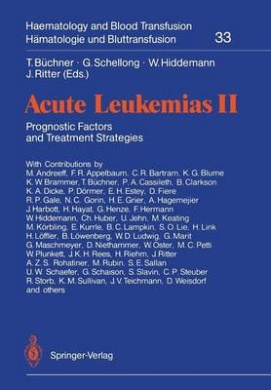 Haematology and Blood Transfusion
Hämatologie und Bluttransfusion
33
T. Büchner · G. Schellong · W. Hiddemann
J. Ritter (Eds.)
Acute Leukemias II
Prognostic Factors
and Treatment Strategies
With Contributions by
M. Andreeff, F. R. Appelbaum, C. R. Bartram, K. G. Blume
K. W. Brammer, T. Büchner, P. A. Cassileth, B. Clarkson
K. A. Dicke, P. Dörmer, E. H. Estey, D. Fiere
R. P. Gale, N. C. Gorin, H. E. Grier, A. Hagemeijer
J. Harbott, H. Hayat, G. Henze, F. Herrmann
W. Hiddemann, Ch. Huber, U. Jehn, M. Keating
M. Körbling, E. Kurrle, B. C. Lampkin, S. O. Lie, H. Link
H. Löffler, B. Löwenberg, W. D. Ludwig, G. Marit
G. Maschmeyer, D. Niethammer, W. Oster, M. C. Petti
W. Plunkett, J. K. H. Rees, H. Riehm, J. Ritter
A. Z. S. Rohatiner, M. Rubin, S. E. Sallan
U. W. Schaefer, G. Schaison, S. Slavin, C. P. Steuber
R. Storb, K. M. Sullivan, J. V. Teichmann, D. Weisdorf
and others
Springer-Verlag